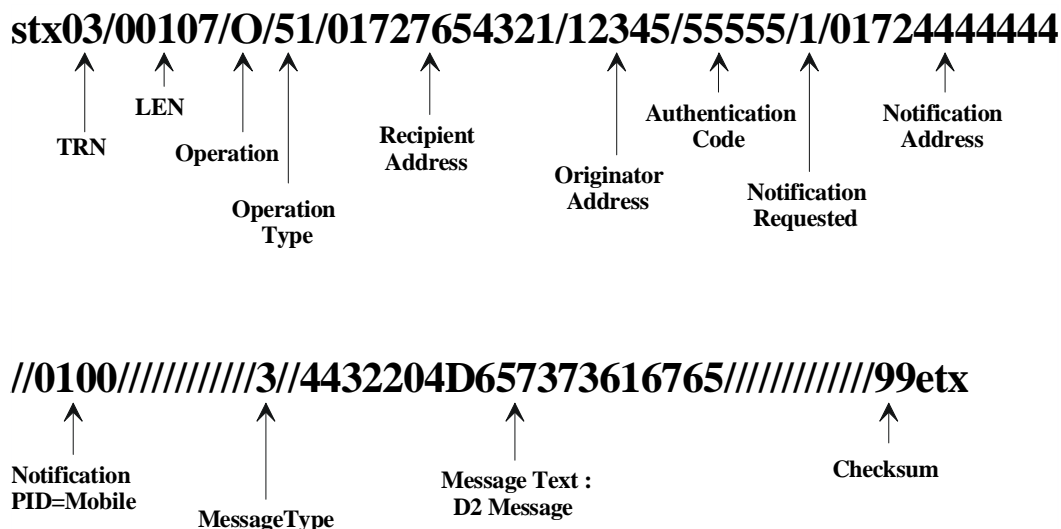 stx03/00107/O/51/01727654321/12345/55555/1/01724444444
LEN
TRN
Operation
Operation
Type
Recipient
Address
Originator
Address
Authentication
Code
Notification
Requested
Notification
Address
//0100////////////3//4432204D657373616765/////////////99etx
Notification
PID=Mobile
MessageType
Message Text :
D2 Message
Checksum